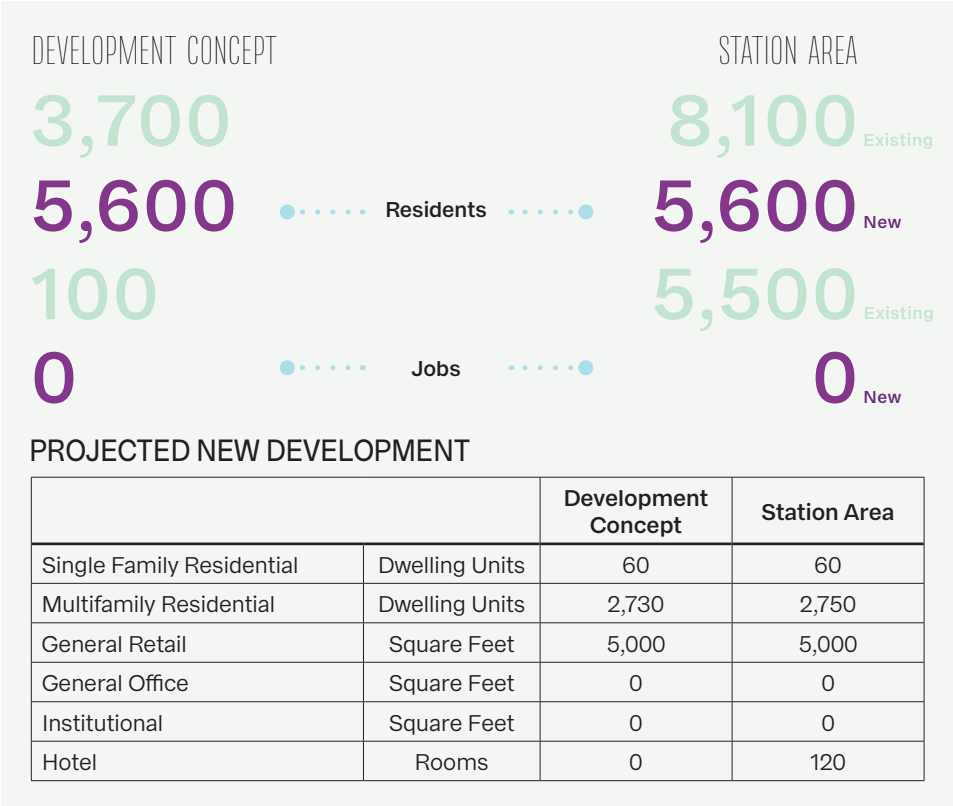 DEVELOPMENT CONCEPT STATION AREA
3,700 8,100 Existing
5,600 Residents 5,600 New
100 5,500 Existing
0 Jobs 0 New
PROJECTED NEW DEVELOPMENT
Development Concept Station Area
Single Family Residential Dwelling Units 60 60
Multifamily Residential Dwelling Units 2,730 2,750
General Retail Square Feet 5,000 5,000
General Office Square Feet 0 0
Institutional Square Feet 0 0
Hotel Rooms 0 120